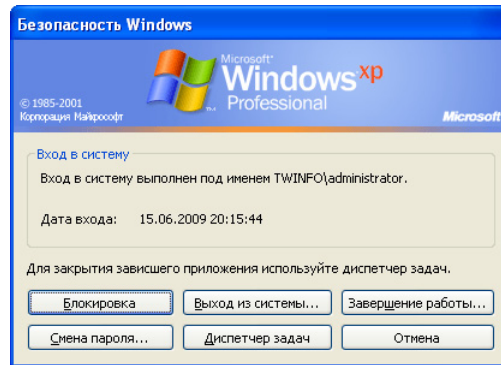 Безопасность Windows
Microsoft
Windows xp
Professional
© 1985-2001
Корпорация Майкрософт
Microsoft
Вход в систему
Вход в систему выполнен под именем TWINFO\administrator.
Дата входа: 15.06.2009 20:15:44
Для закрытия зависшего приложения используйте диспетчер задач.
Блокировка Выход из системы... Завершение работы...
Смена пароля... Диспетчер задач Отмена